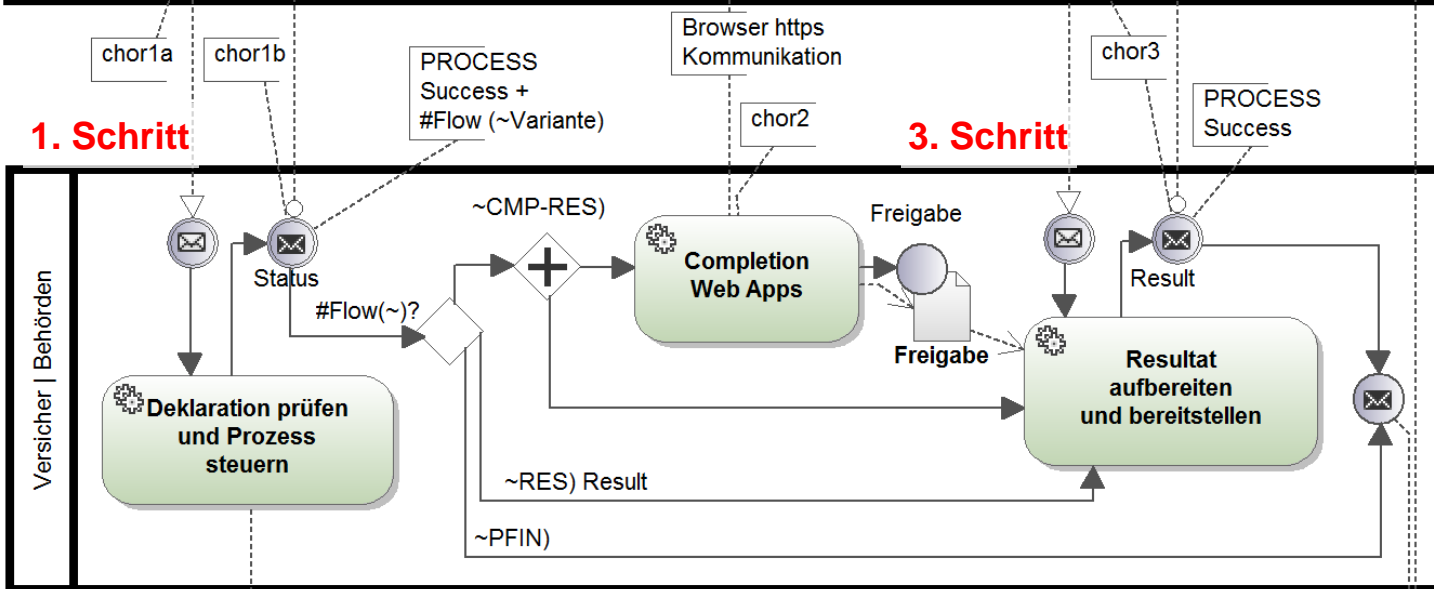 chor1a
chor1b
PROCESS
Success +
#Flow (~Variante)
Browser https
Kommunikation
chor2
chor3
PROCESS
Success
1. Schritt
3. Schritt
Versicher | Behörden
Status
#Flow(~)?
~CMP-RES)
Completion
Web Apps
Freigabe
Freigabe
Result
Deklaration prüfen
und Prozess
steuern
Resultat
aufbereiten
und bereitstellen
~RES) Result
~PFIN)